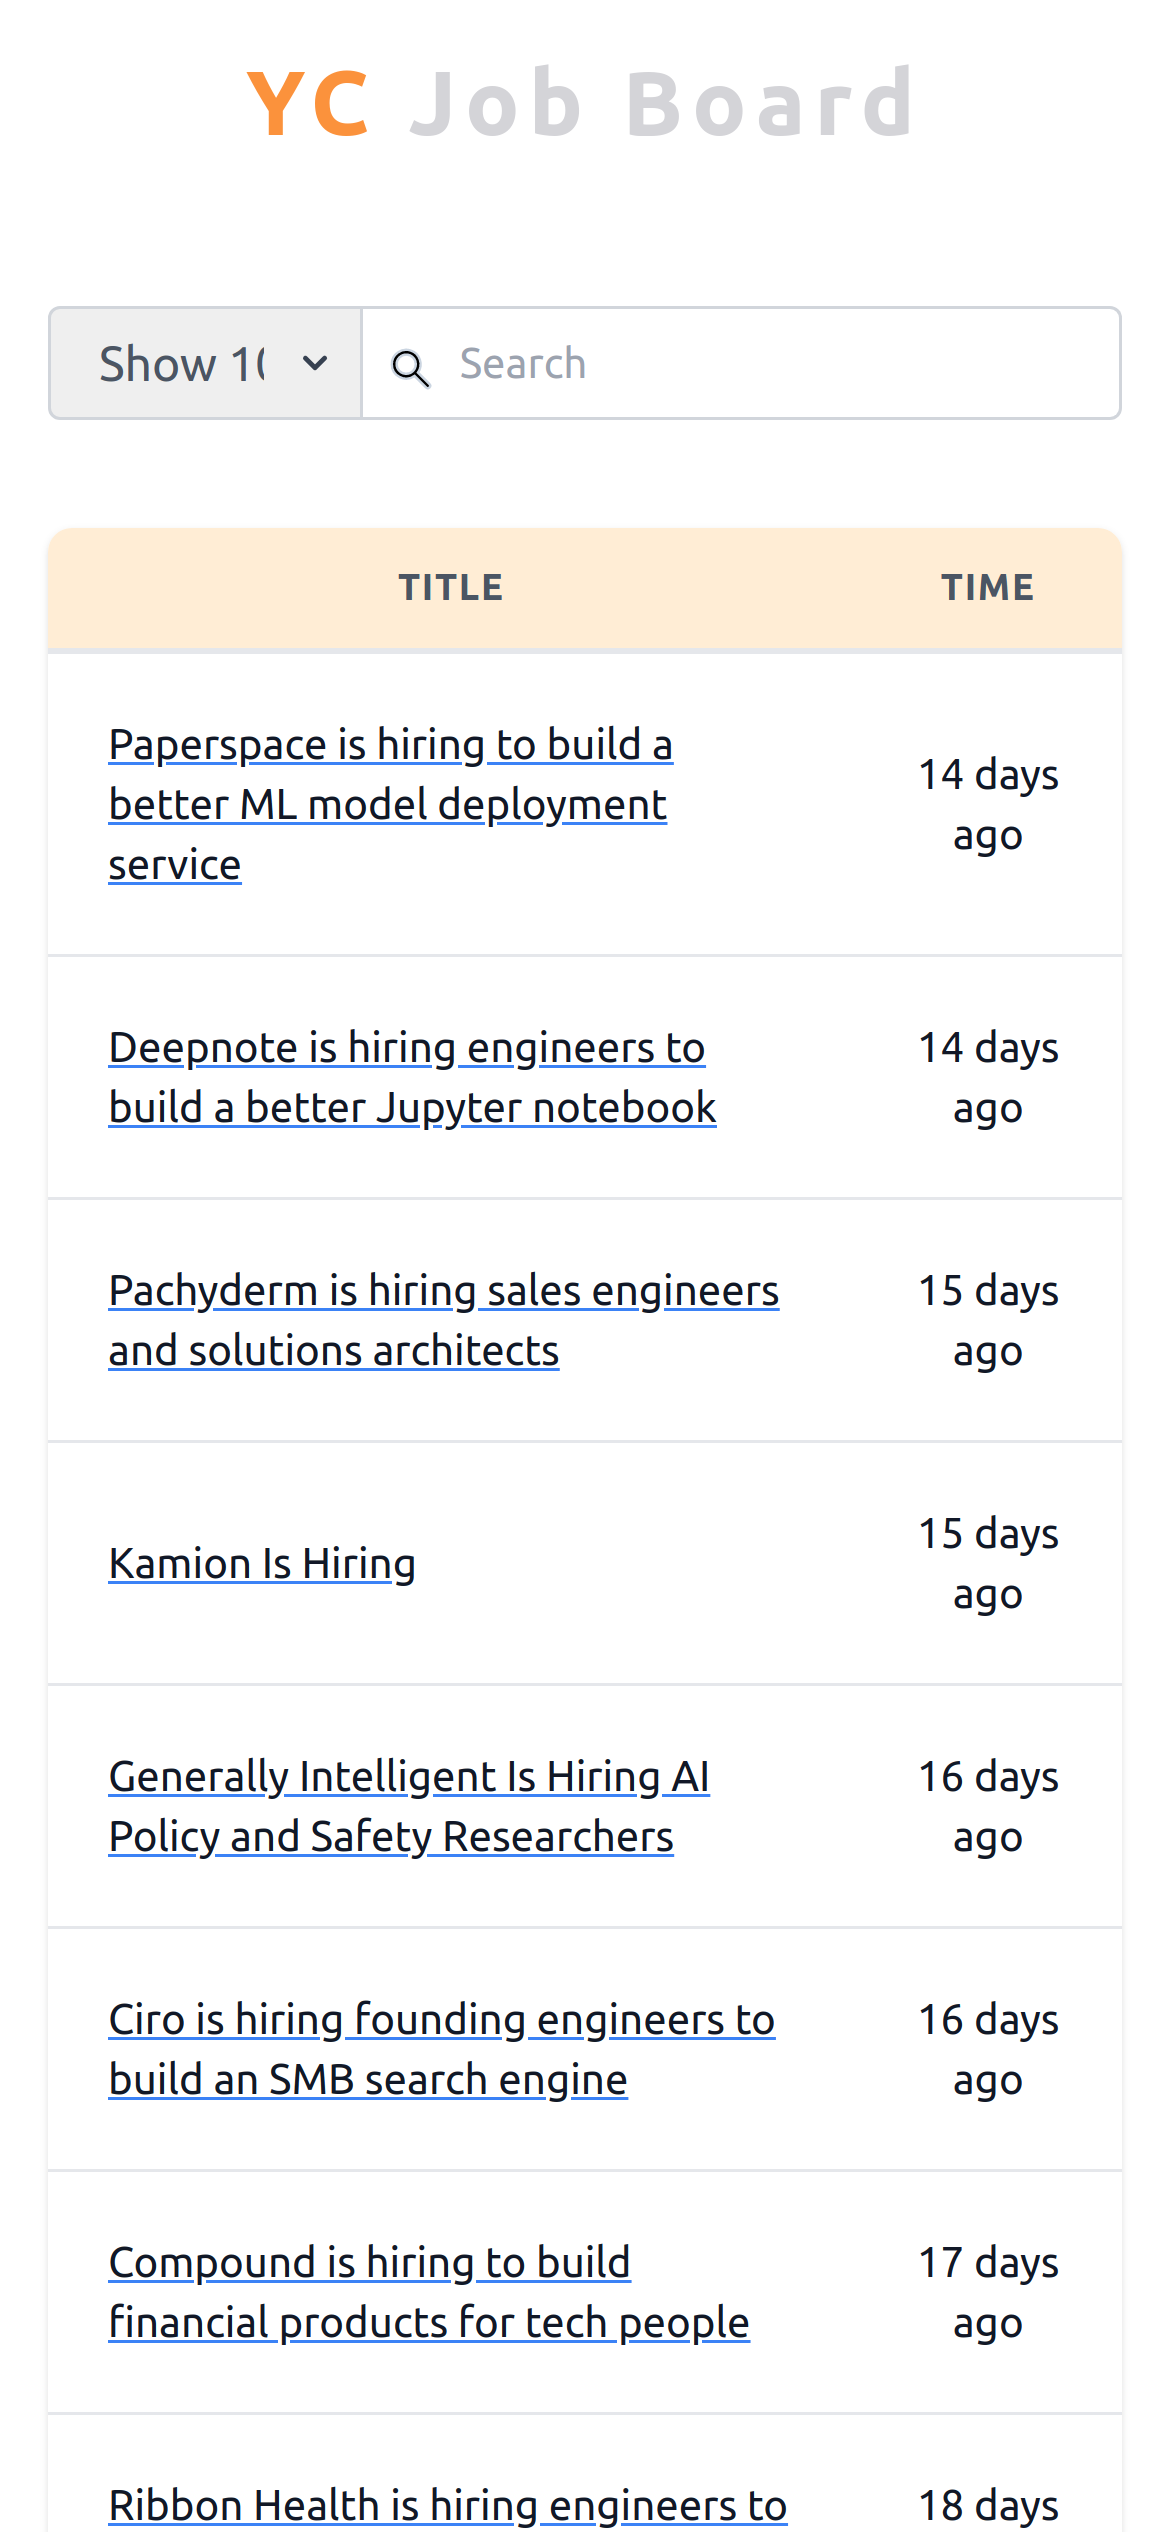 YC Job Board
Show 10
Search
TITLE TIME
Paperspace is hiring to build a
better ML model deployment
service
14 days
ago
Deepnote is hiring engineers to
build a better Jupyter notebook
14 days
ago
Pachyderm is hiring sales engineers
and solutions architects
15 days
ago
Kamion Is Hiring
15 days
ago
Generally Intelligent Is Hiring AI
Policy and Safety Researchers
16 days
ago
Ciro is hiring founding engineers to
build an SMB search engine
16 days
ago
Compound is hiring to build
financial products for tech people
17 days
ago
Ribbon Health is hiring engineers to
18 days